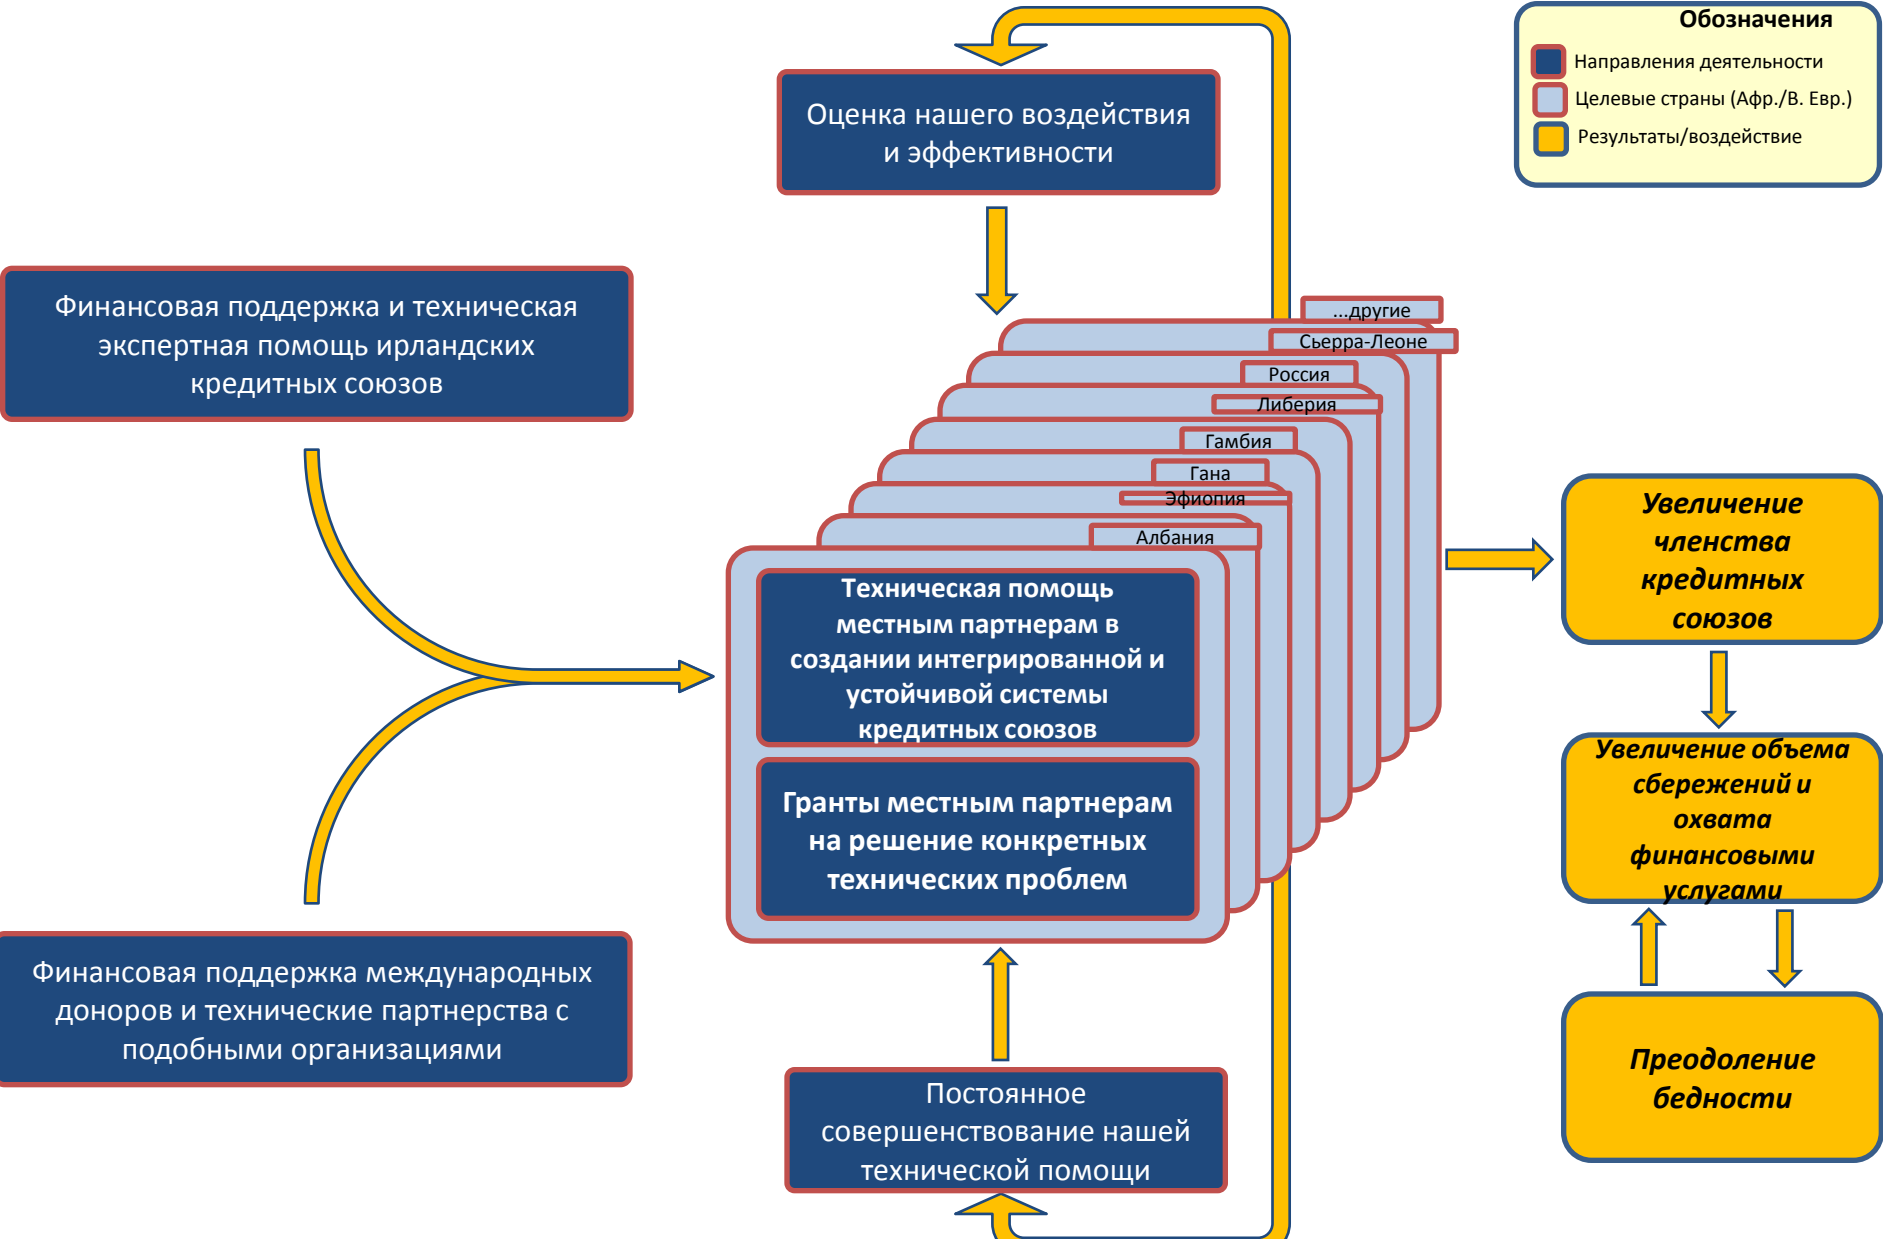 Обозначения
Направления деятельности
Целевые страны (Афр./В. Евр.)
Результаты/воздействие
Оценка нашего воздействия
и эффективности
Финансовая поддержка и техническая
экспертная помощь ирландских
кредитных союзов
...другие
Сьерра-Леоне
Россия
Либерия
Гамбия
Гана
Эфиопия
Албания
Техническая помощь
местным партнерам в
создании интегрированной и
устойчивой системы
кредитных союзов
Гранты местным партнерам
на решение конкретных
технических проблем
Увеличение
членства
кредитных
союзов
Увеличение объема
сбережений и
охвата
финансовыми
услугами
Преодоление
бедности
Финансовая поддержка международных
доноров и технические партнерства с
подобными организациями
Постоянное
совершенствование нашей
технической помощи